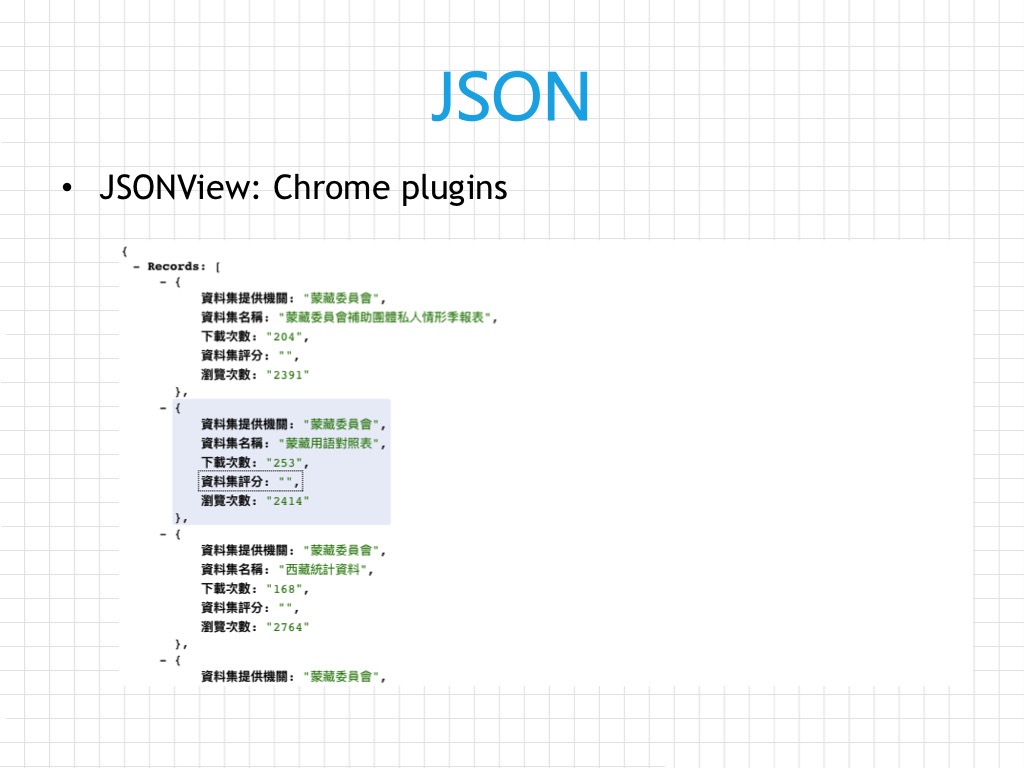 JSON
• JSONView: Chrome plugins
{
- Records: [
- {
資料集提供機關: "蒙藏委員會",
資料集名稱: "蒙藏委員會補助團體私人情形季報表",
下載次數: "204",
資料集評分: "",
瀏覽次數: "2391"
},
- {
資料集提供機關: "蒙藏委員會",
資料集名稱: "蒙藏用語對照表",
下載次數: "253",
資料集評分: "",
瀏覽次數: "2414"
},
- {
資料集提供機關: "蒙藏委員會",
資料集名稱: "西藏統計資料",
下載次數: "168",
資料集評分: "",
瀏覽次數: "2764"
},
- {
資料集提供機關: "蒙藏委員會",